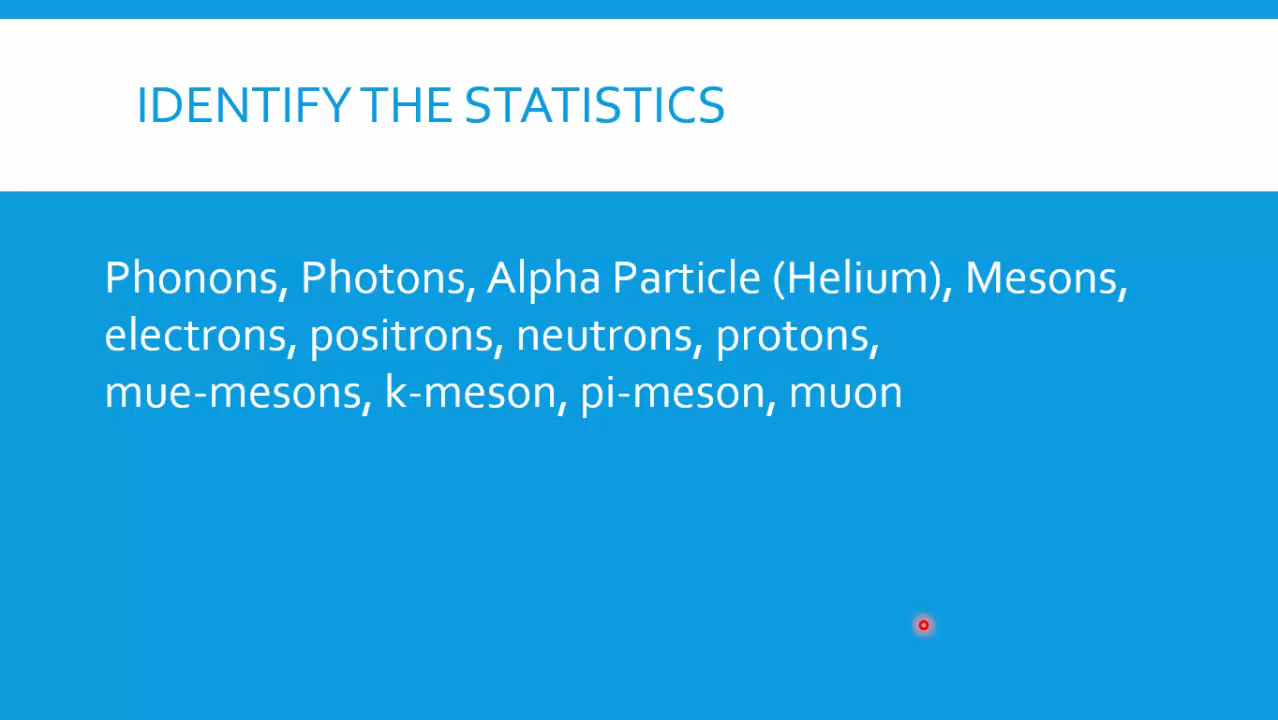 IDENTIFY THE STATISTICS
Phonons, Photons, Alpha Particle (Helium), Mesons,
electrons, positrons, neutrons, protons,
mue-mesons, k-meson, pi-meson, muon